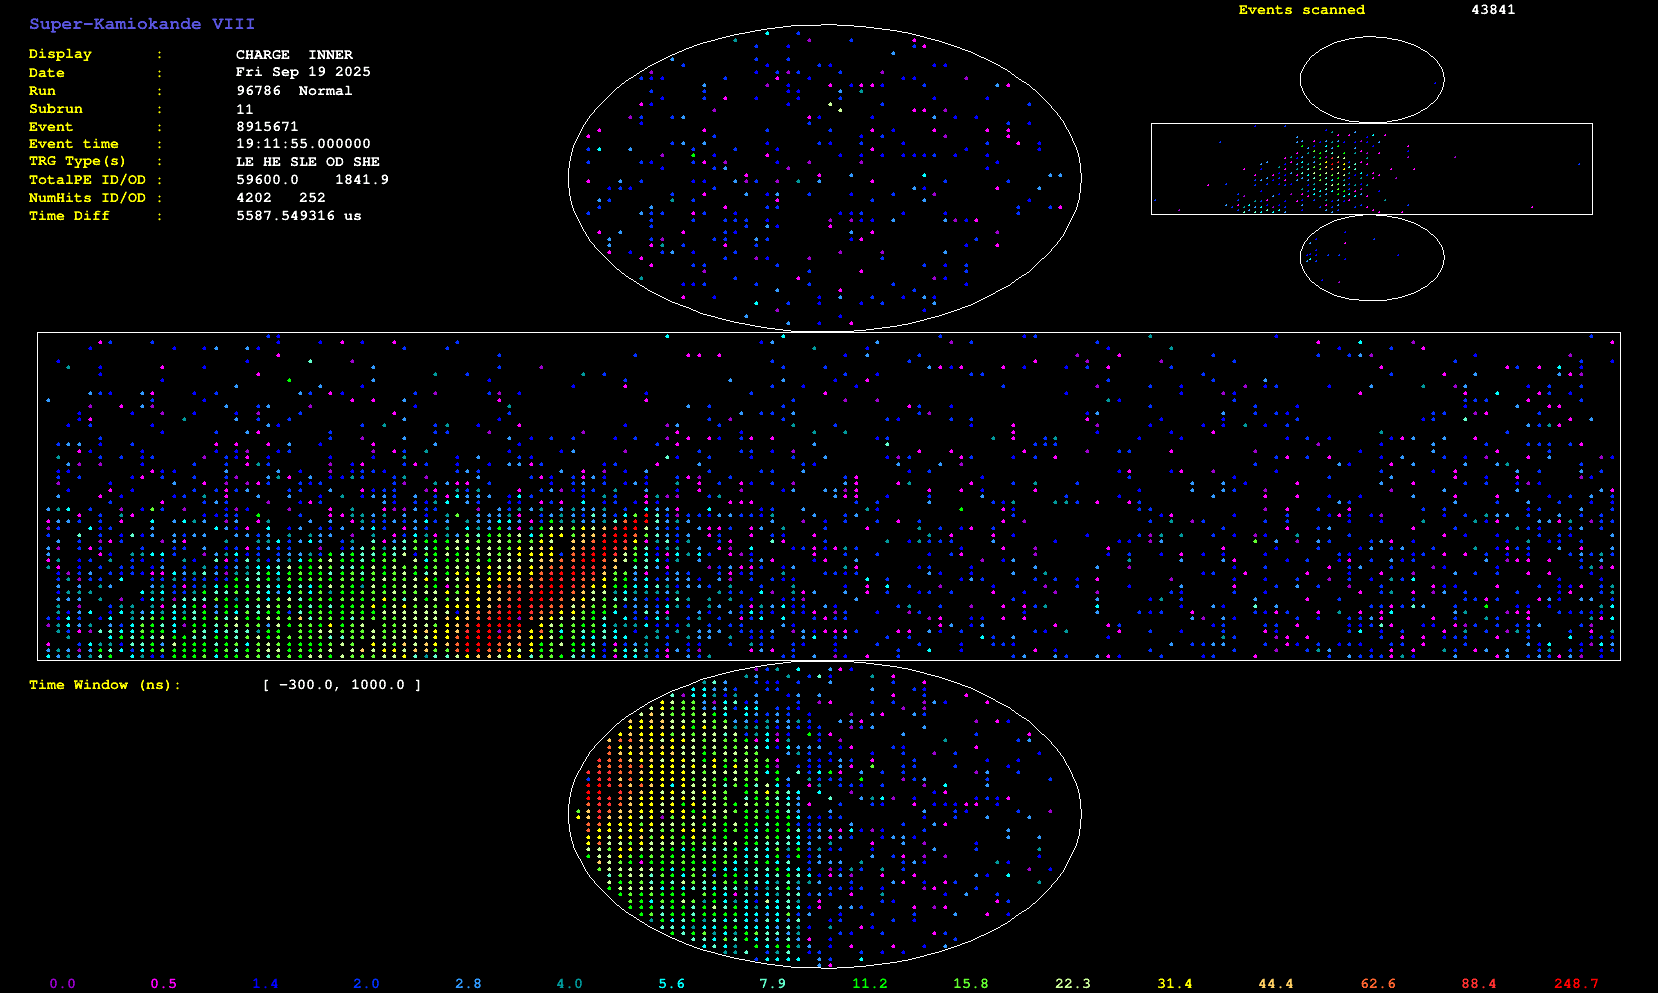 Super-Kamiokande VIII
Events scanned 43841
Display : CHARGE INNER
Date : Fri Sep 19 2025
Run : 96786 Normal
Subrun : 11
Event : 8915671
Event time : 19:11:55.000000
TRG Type(s) : LE HE SLE OD SHE
TotalPE ID/OD : 59600.0 1841.9
NumHits ID/OD : 4202 252
Time Diff : 5587.549316 us
Time Window (ns): [ -300.0, 1000.0 ]
0.0 0.5 1.4 2.0 2.8 4.0 5.6 7.9 11.2 15.8 22.3 31.4 44.4 62.6 88.4 248.7